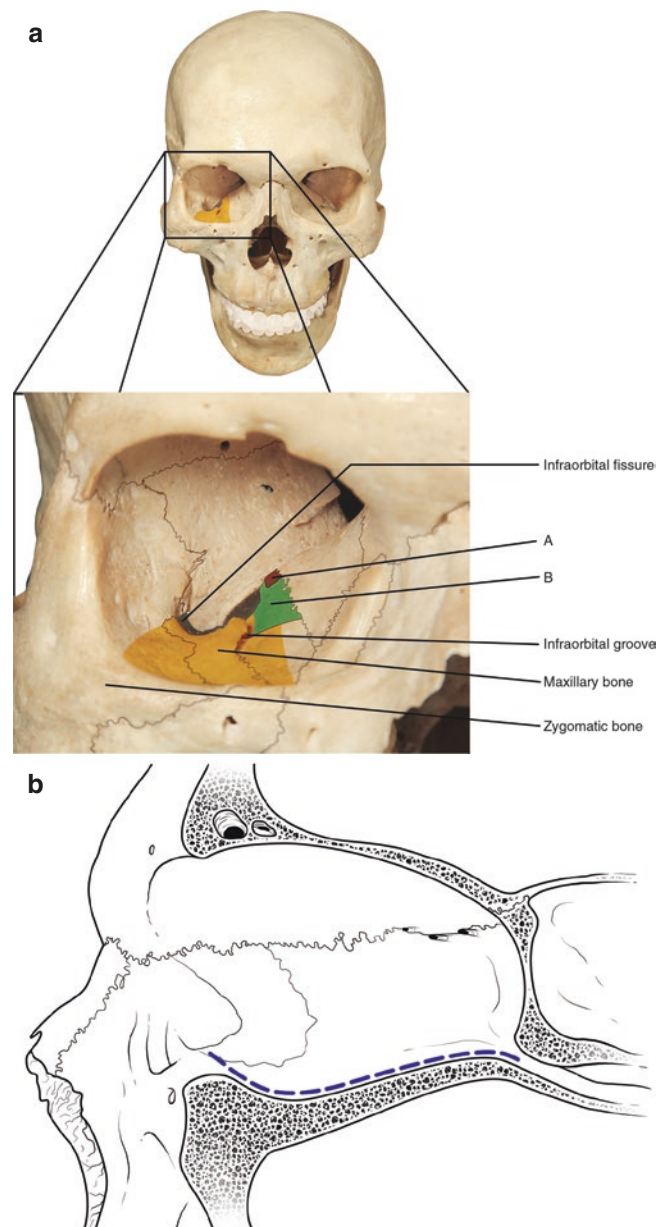 a
Infraorbital fissure
A
B
Infraorbital groove
Maxillary bone
Zygomatic bone
b